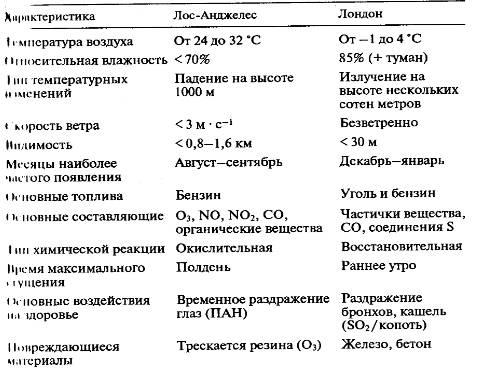 Характеристика Лос-Анджелес Лондон
Температура воздуха От 24 до 32 °C От −1 до 4 °C
Относительная влажность <70% 85% (+ туман)
Тип температурных Падение на высоте Излучение на
изменений 1000 м высоте нескольких
сотен метров
Скорость ветра <3 м · с⁻¹ Безветренно
Видимость <0,8–1,6 км <30 м
Месяцы наиболее Август–сентябрь Декабрь–январь
частого появления
Основные топлива Бензин Уголь и бензин
Основные составляющие O₃, NO, NO₂, CO, Частички вещества,
органические вещества CO, соединения S
Тип химической реакции Окислительная Восстановительная
Время максимального Полдень Раннее утро
сгущения
Основные воздействия Временное раздражение Раздражение
на здоровье глаз (ПАН) бронхов, кашель
(SO₂/копоть)
Повреждающиеся Трескается резина (O₃) Железо, бетон
материалы